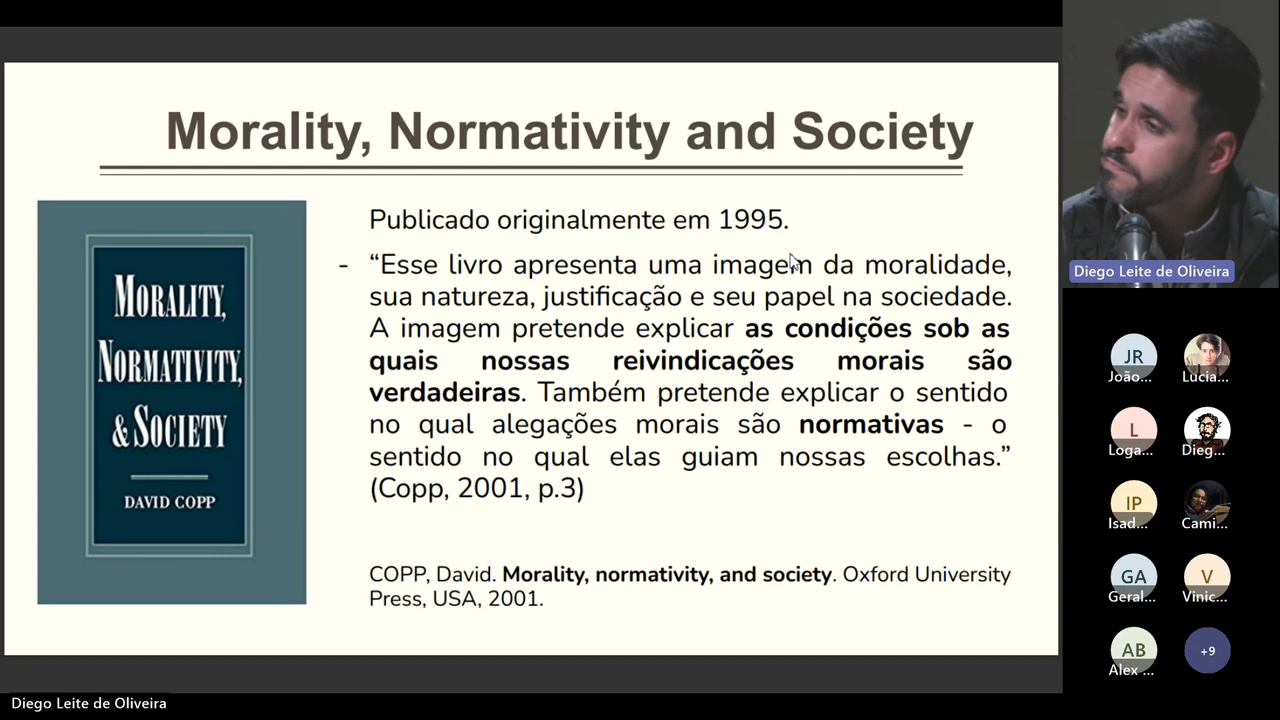 Morality, Normativity and Society
MORALITY,
NORMATIVITY,
& SOCIETY
DAVID COPP
Publicado originalmente em 1995.
- “Esse livro apresenta uma imagem da moralidade,
sua natureza, justificação e seu papel na sociedade.
A imagem pretende explicar as condições sob as
quais nossas reivindicações morais são
verdadeiras. Também pretende explicar o sentido
no qual alegações morais são normativas - o
sentido no qual elas guiam nossas escolhas.”
(Copp, 2001, p.3)
COPP, David. Morality, normativity, and society. Oxford University
Press, USA, 2001.
Diego Leite de Oliveira
JR
João...
Lucia...
L
Loga...
Dieg...
IP
Isad...
Cami...
GA
Geral...
V
Vinic...
AB
Alex ...
+9
Diego Leite de Oliveira